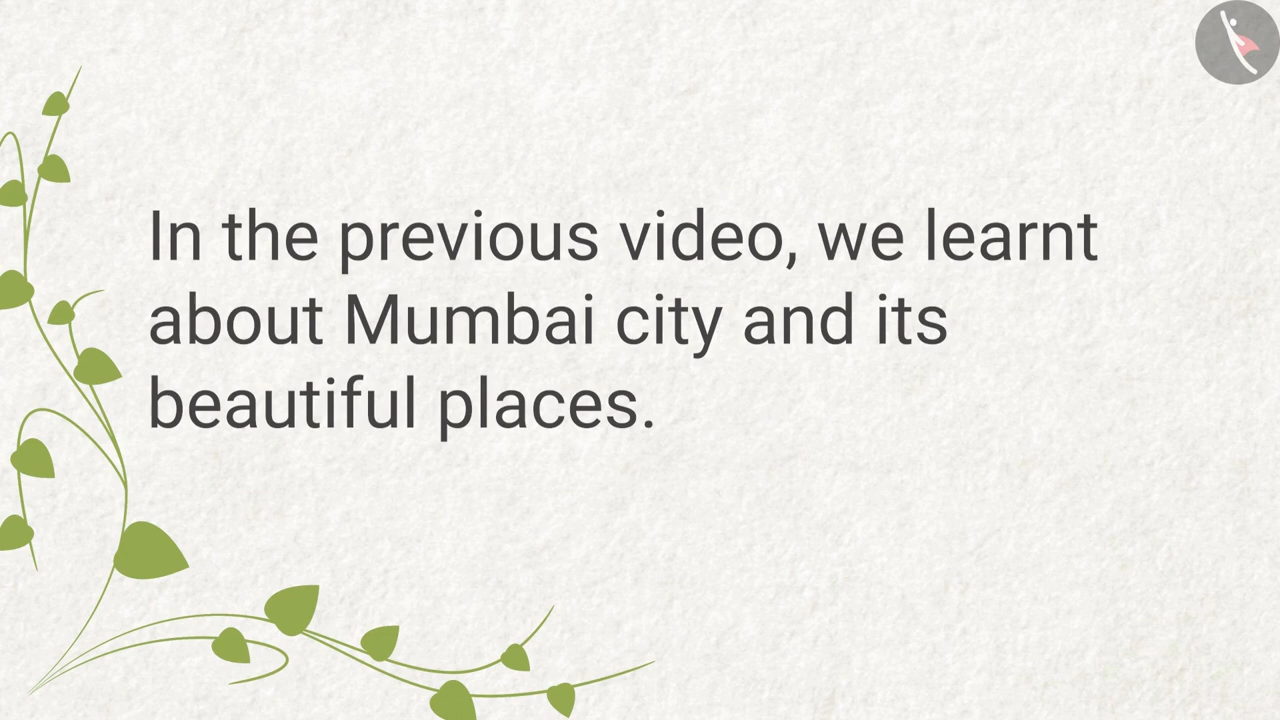 In the previous video, we learnt
about Mumbai city and its
beautiful places.